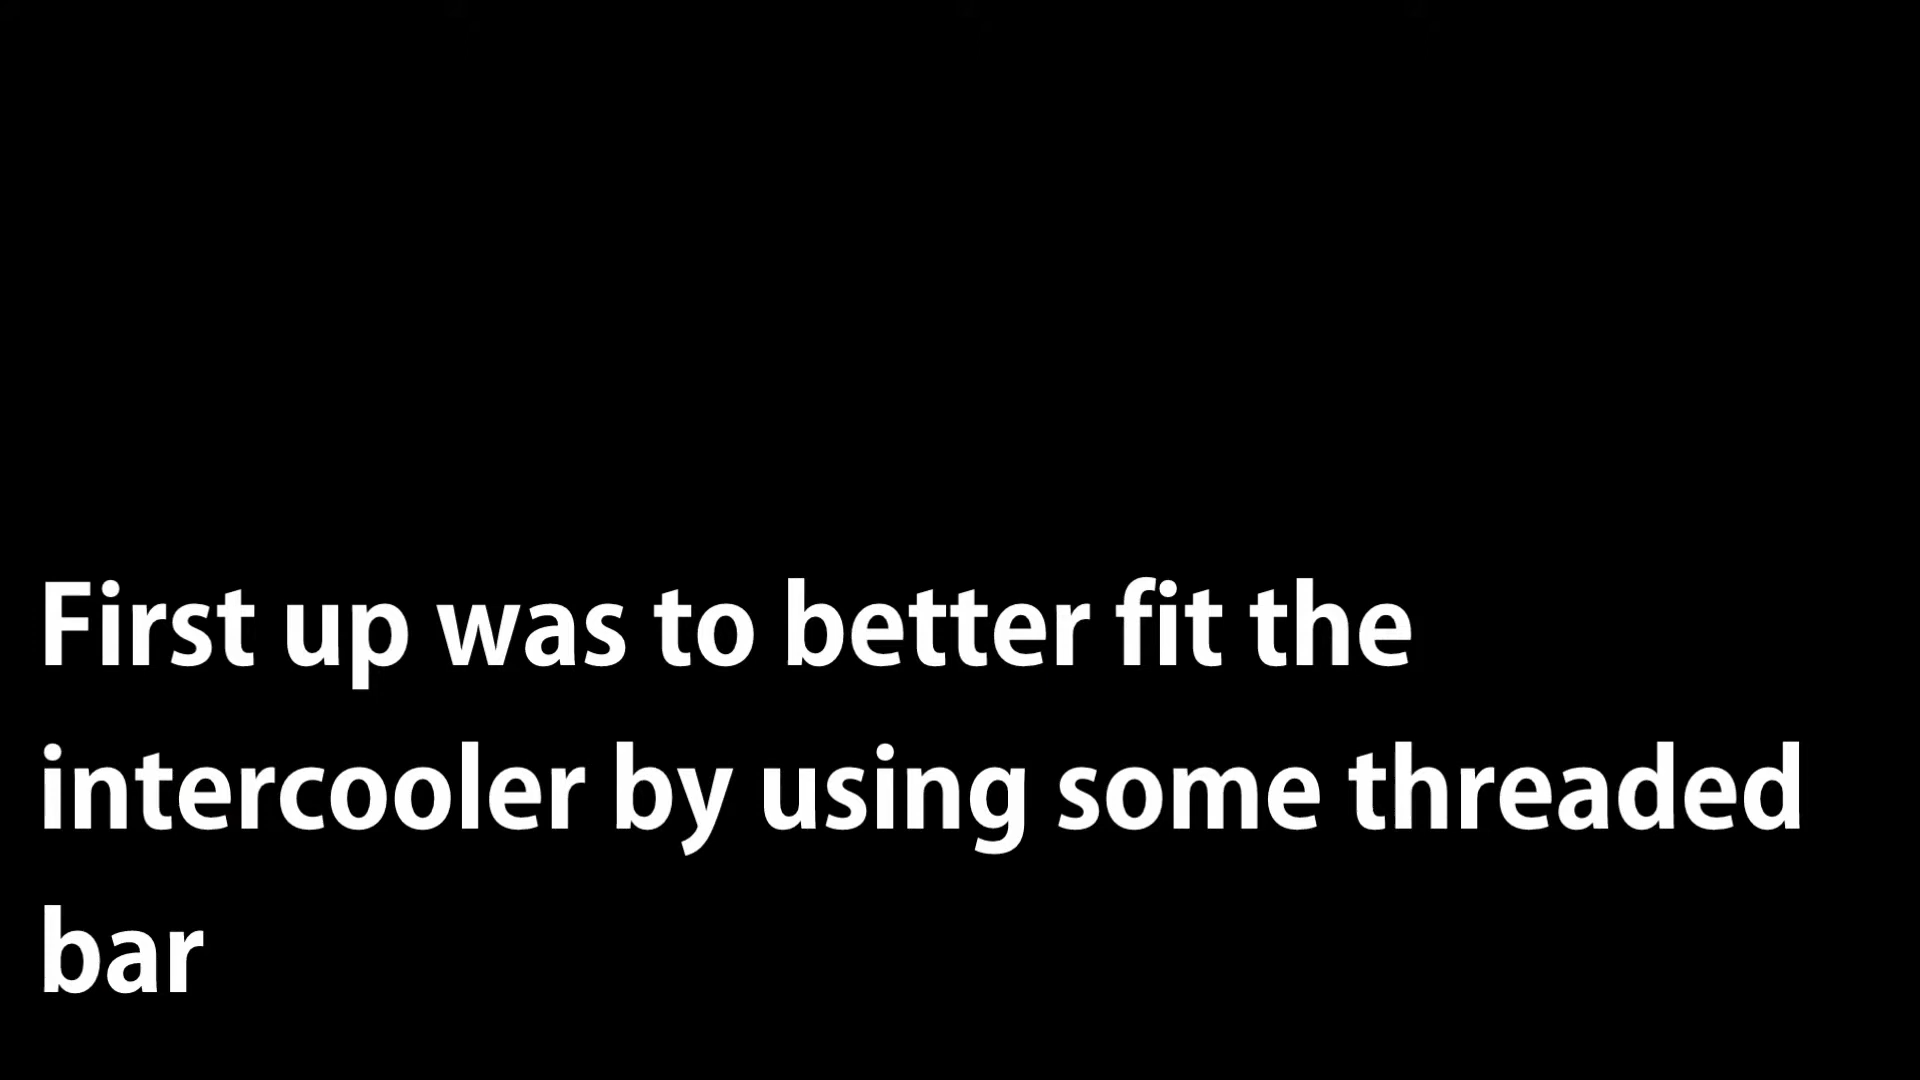 First up was to better fit the
intercooler by using some threaded
bar